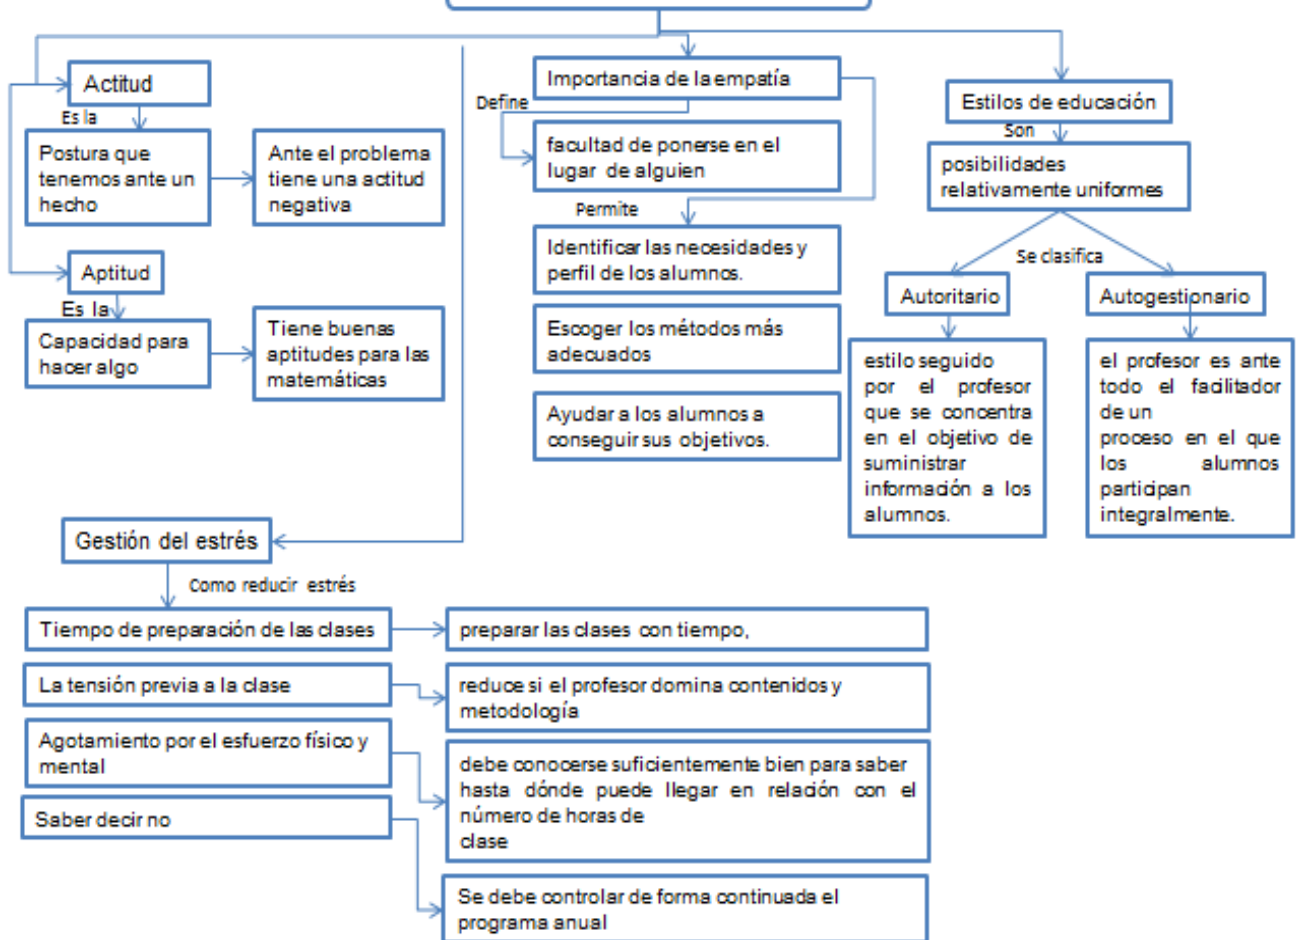 Actitud
Es la
Postura que
tenemos ante un
hecho
Ante el problema
tiene una actitud
negativa
Aptitud
Es la
Capacidad para
hacer algo
Tiene buenas
aptitudes para las
matemáticas
Importancia de la empatía
Define
facultad de ponerse en el
lugar de alguien
Permite
Identificar las necesidades y
perfil de los alumnos.
Escoger los métodos más
adecuados
Ayudar a los alumnos a
conseguir sus objetivos.
Estilos de educación
Son
posibilidades
relativamente uniformes
Se clasifica
Autoritario
estilo seguido
por el profesor
que se concentra
en el objetivo de
suministrar
información a los
alumnos.
Autogestionario
el profesor es ante
todo el facilitador
de un
proceso en el que
los alumnos
participan
integralmente.
Gestión del estrés
Como reducir estrés
Tiempo de preparación de las clases
preparar las clases con tiempo,
La tensión previa a la clase
reduce si el profesor domina contenidos y
metodología
Agotamiento por el esfuerzo físico y
mental
debe conocerse suficientemente bien para saber
hasta dónde puede llegar en relación con el
número de horas de
clase
Saber decir no
Se debe controlar de forma continuada el
programa anual